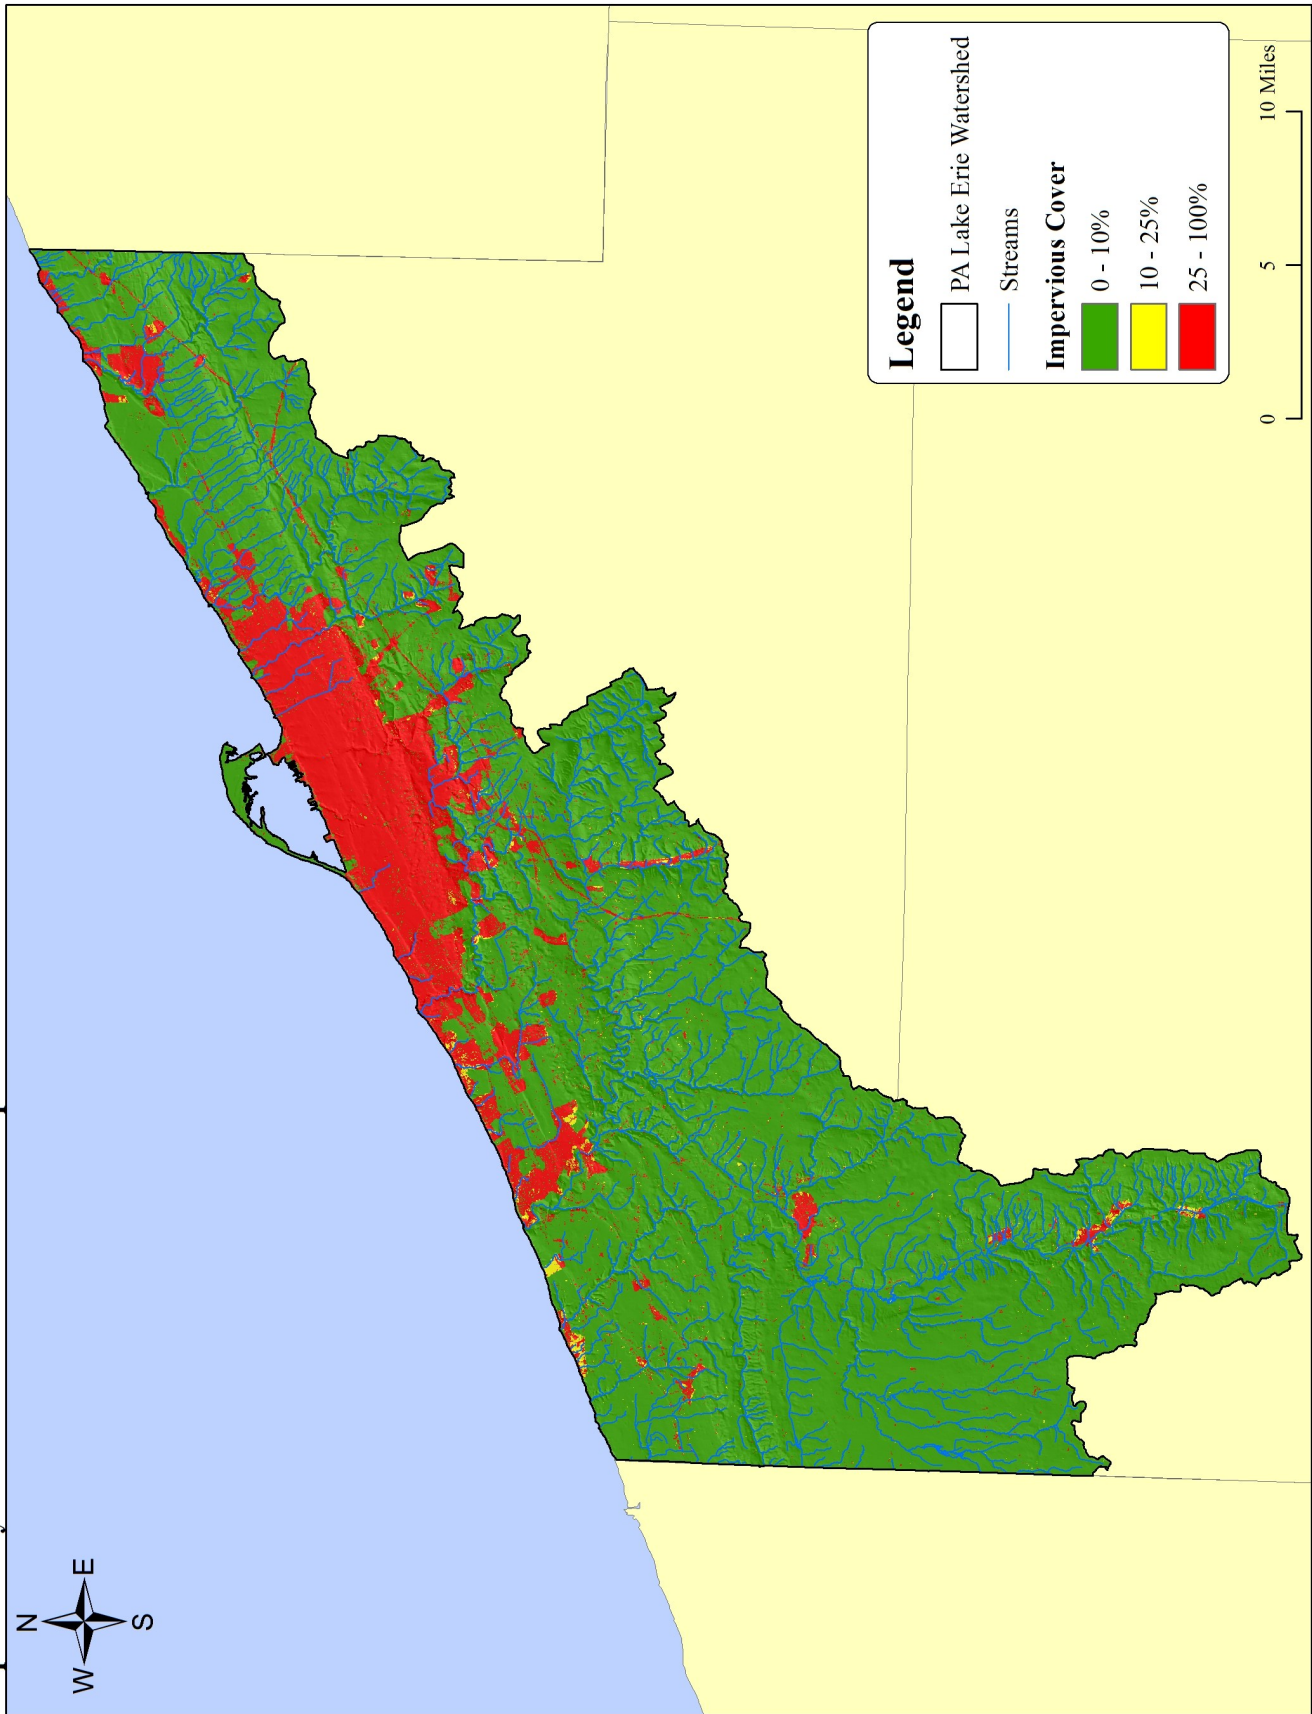 N
W E
S
Legend
PA Lake Erie Watershed
Streams
Impervious Cover
0 - 10%
10 - 25%
25 - 100%
0 5 10 Miles